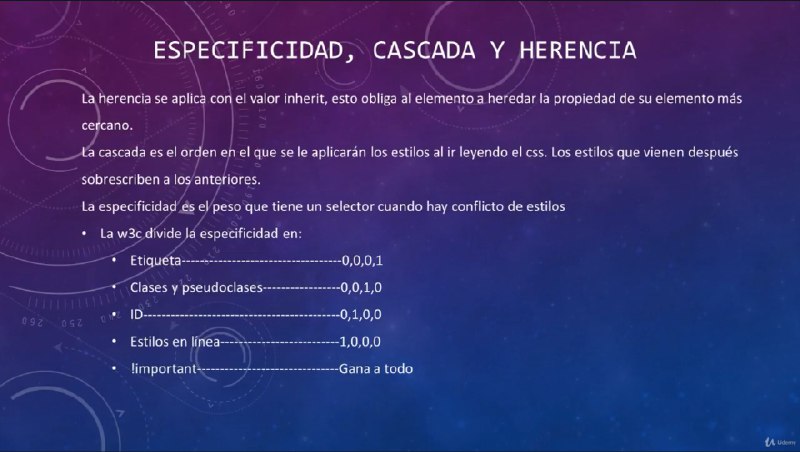 ESPECIFICIDAD, CASCADA Y HERENCIA
La herencia se aplica con el valor inherit, esto obliga al elemento a heredar la propiedad de su elemento más
cercano.
La cascada es el orden en el que se le aplicarán los estilos al ir leyendo el css. Los estilos que vienen después
sobrescriben a los anteriores.
La especificidad es el peso que tiene un selector cuando hay conflicto de estilos
• La w3c divide la especificidad en:
• Etiqueta-----------------------------------0,0,0,1
• Clases y pseudoclases-----------------0,0,1,0
• ID-------------------------------------------0,1,0,0
• Estilos en línea--------------------------1,0,0,0
• !important-------------------------------Gana a todo
Udemy